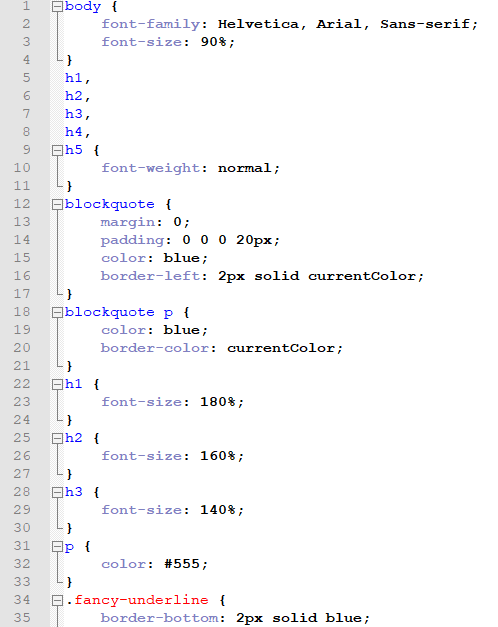 1 body {
2 font-family: Helvetica, Arial, Sans-serif;
3 font-size: 90%;
4 }
5 h1,
6 h2,
7 h3,
8 h4,
9 h5 {
10 font-weight: normal;
11 }
12 blockquote {
13 margin: 0;
14 padding: 0 0 0 20px;
15 color: blue;
16 border-left: 2px solid currentColor;
17 }
18 blockquote p {
19 color: blue;
20 border-color: currentColor;
21 }
22 h1 {
23 font-size: 180%;
24 }
25 h2 {
26 font-size: 160%;
27 }
28 h3 {
29 font-size: 140%;
30 }
31 p {
32 color: #555;
33 }
34 .fancy-underline {
35 border-bottom: 2px solid blue;